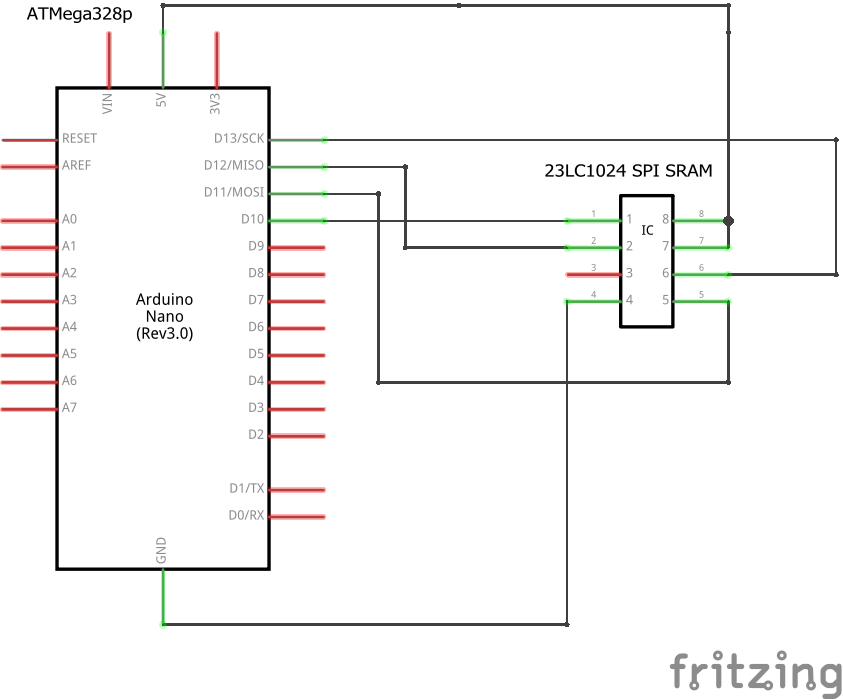 ATMega328p
VIN
5V
3V3
RESET
AREF
A0
A1
A2
A3
A4
A5
A6
A7
Arduino
Nano
(Rev3.0)
D13/SCK
D12/MISO
D11/MOSI
D10
D9
D8
D7
D6
D5
D4
D3
D2
D1/TX
D0/RX
GND
23LC1024 SPI SRAM
IC
1 1 8 8
2 2 7 7
3 3 6 6
4 4 5 5
fritzing